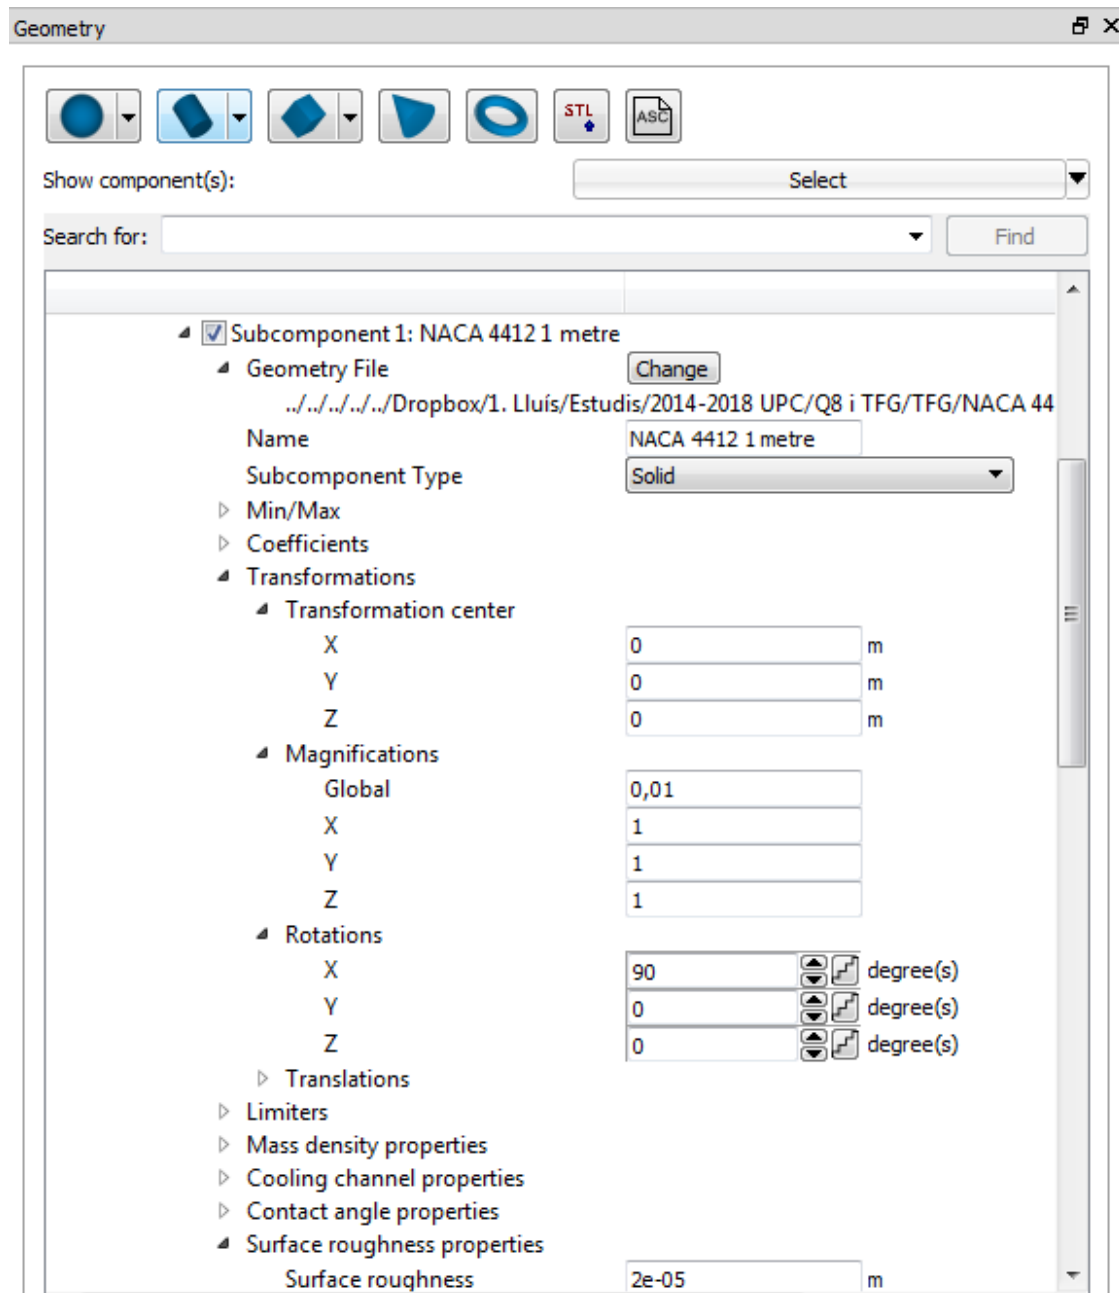 Geometry
STL
ASC
Show component(s): Select
Search for: Find
Subcomponent 1: NACA 4412 1 metre
Geometry File Change
../../../../../Dropbox/1. Lluís/Estudis/2014-2018 UPC/Q8 i TFG/TFG/NACA 44
Name NACA 4412 1 metre
Subcomponent Type Solid
Min/Max
Coefficients
Transformations
Transformation center
X 0 m
Y 0 m
Z 0 m
Magnifications
Global 0,01
X 1
Y 1
Z 1
Rotations
X 90 degree(s)
Y 0 degree(s)
Z 0 degree(s)
Translations
Limiters
Mass density properties
Cooling channel properties
Contact angle properties
Surface roughness properties
Surface roughness 2e-05 m